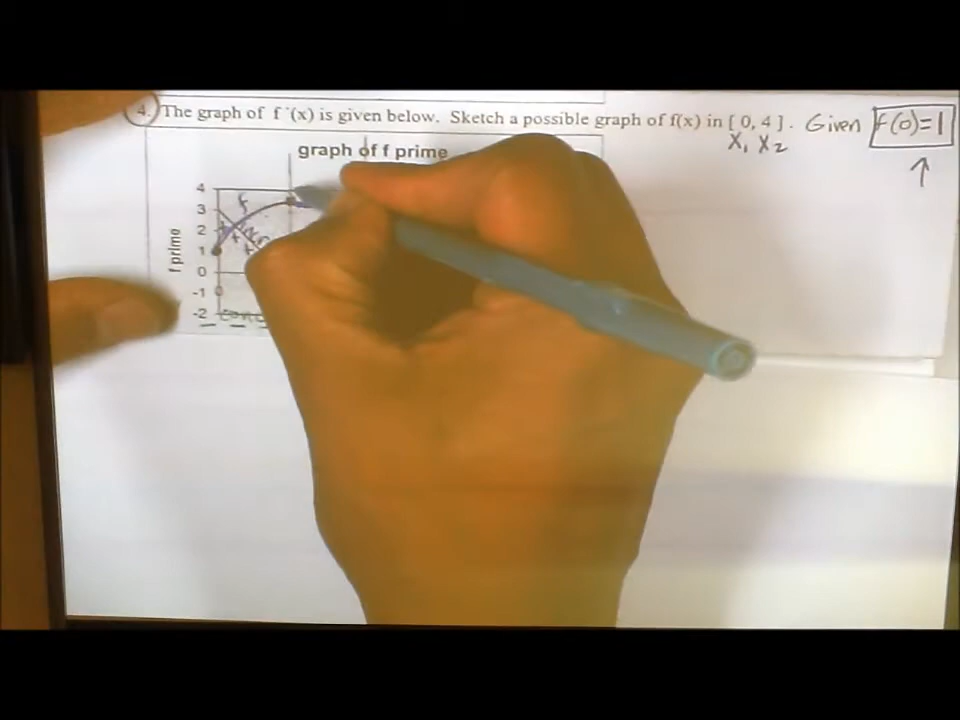 4. The graph of f '(x) is given below. Sketch a possible graph of f(x) in [ 0, 4 ]. Given f(0)=1
x, x2
graph of f prime
4
f
3
2
1
0
-1
-2
f prime